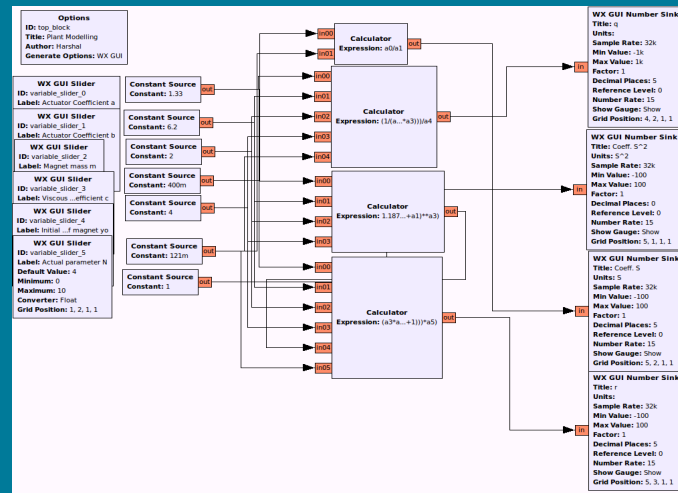 Options
ID: top_block
Title: Plant Modelling
Author: Harshal
Generate Options: WX GUI
WX GUI Slider
ID: variable_slider_0
Label: Actuator Coefficient a
WX GUI Slider
ID: variable_slider_1
Label: Actuator Coefficient b
WX GUI Slider
ID: variable_slider_2
Label: Magnet mass m
WX GUI Slider
ID: variable_slider_3
Label: Viscous ...efficient c
WX GUI Slider
ID: variable_slider_4
Label: Initial ...f magnet yo
WX GUI Slider
ID: variable_slider_5
Label: Actual parameter N
Default Value: 4
Minimum: 0
Maximum: 10
Converter: Float
Grid Position: 1, 2, 1, 1
Constant Source
Constant: 1.33
out
Constant Source
Constant: 6.2
out
Constant Source
Constant: 2
out
Constant Source
Constant: 400m
out
Constant Source
Constant: 4
out
Constant Source
Constant: 121m
out
Constant Source
Constant: 1
out
in00
in01
Calculator
Expression: a0/a1
out
in00
in01
in02
in03
in04
Calculator
Expression: (1/(a...*a3)))/a4
out
in00
in01
in02
in03
Calculator
Expression: 1.187...+a1)**a3)
out
in00
in01
in02
in03
in04
in05
Calculator
Expression: (a3*a...+1)))*a5)
out
in
WX GUI Number Sink
Title: q
Units:
Sample Rate: 32k
Min Value: -1k
Max Value: 1k
Factor: 1
Decimal Places: 5
Reference Level: 0
Number Rate: 15
Show Gauge: Show
Grid Position: 4, 2, 1, 1
in
WX GUI Number Sink
Title: Coeff. S^2
Units: S^2
Sample Rate: 32k
Min Value: -100
Max Value: 100
Factor: 1
Decimal Places: 0
Reference Level: 0
Number Rate: 15
Show Gauge: Show
Grid Position: 5, 1, 1, 1
in
WX GUI Number Sink
Title: Coeff. S
Units: S
Sample Rate: 32k
Min Value: -100
Max Value: 100
Factor: 1
Decimal Places: 5
Reference Level: 0
Number Rate: 15
Show Gauge: Show
Grid Position: 5, 2, 1, 1
in
WX GUI Number Sink
Title: r
Units:
Sample Rate: 32k
Min Value: -100
Max Value: 100
Factor: 1
Decimal Places: 5
Reference Level: 0
Number Rate: 15
Show Gauge: Show
Grid Position: 5, 3, 1, 1